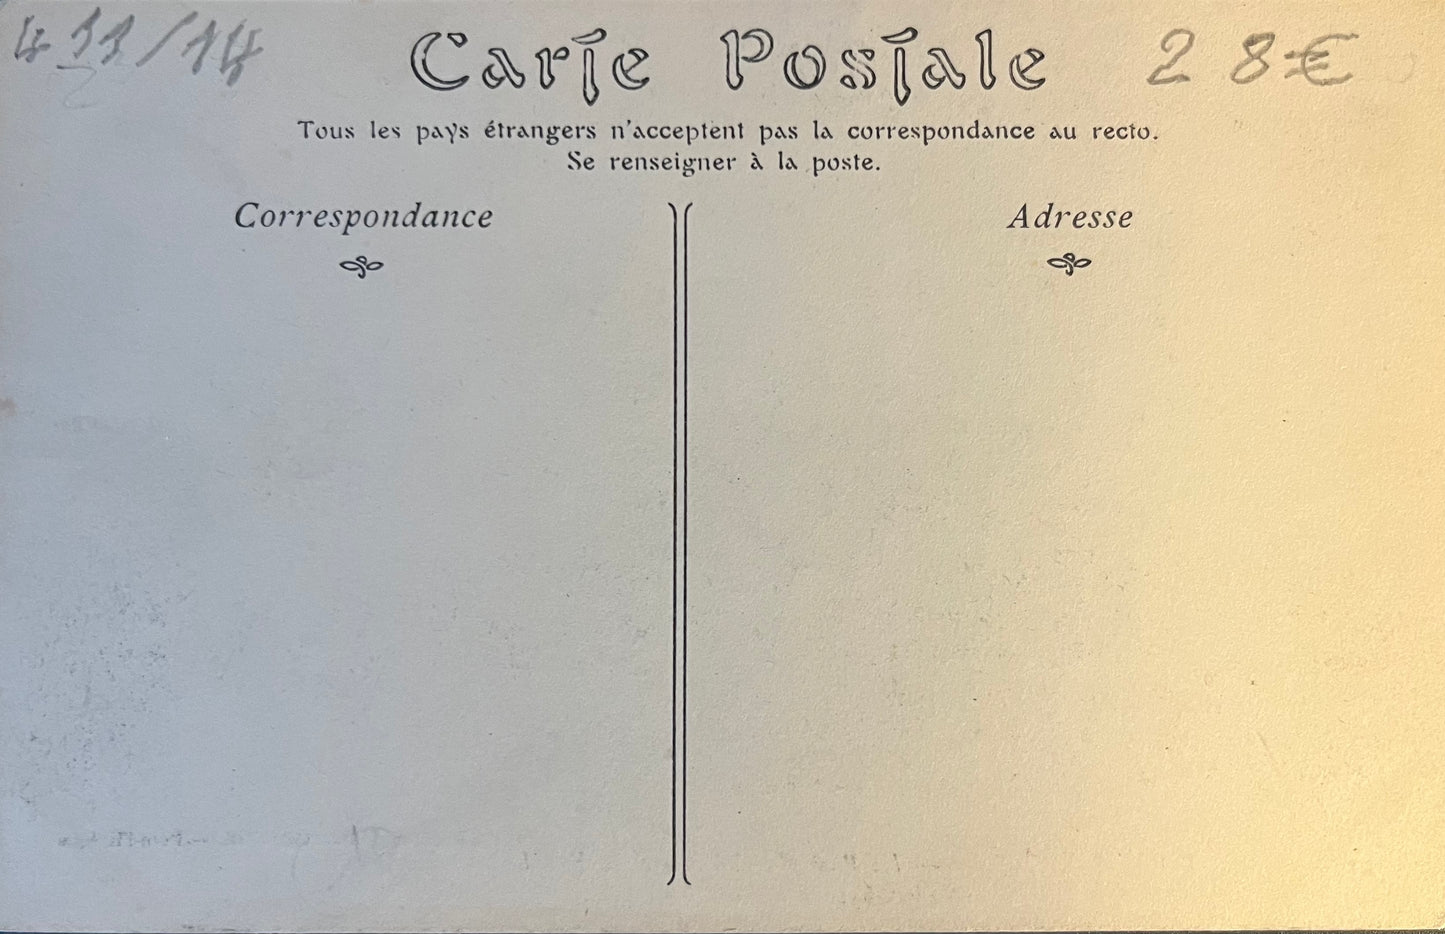 4 11/14
Carte Postale
28€
Tous les pays étrangers n'acceptent pas la correspondance au recto.
Se renseigner à la poste.
Correspondance
Adresse